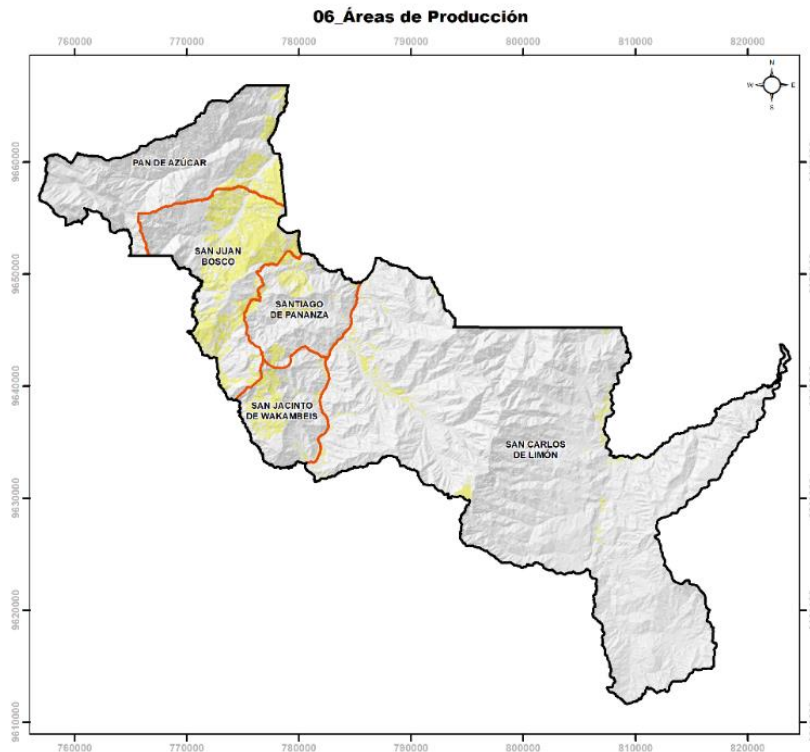 06_Áreas de Producción
760000 770000 780000 790000 800000 810000 820000
N
W E
S
9660000
PAN DE AZÚCAR
SAN JUAN
BOSCO
9650000
SANTIAGO
DE PANANZA
9640000
SAN JACINTO
DE WAKAMBEIS
SAN CARLOS
DE LIMÓN
9630000
9620000
9610000
760000 770000 780000 790000 800000 810000 820000